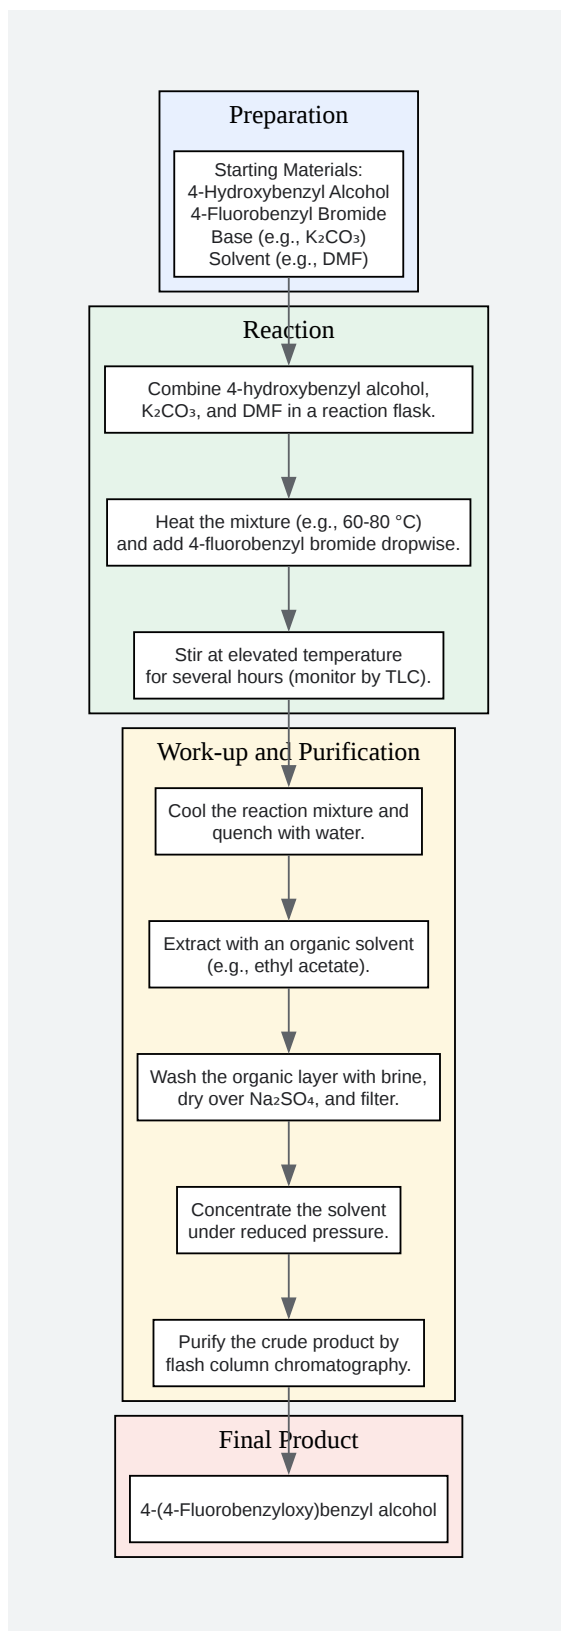 Preparation
Starting Materials:
4-Hydroxybenzyl Alcohol
4-Fluorobenzyl Bromide
Base (e.g., K₂CO₃)
Solvent (e.g., DMF)
Reaction
Combine 4-hydroxybenzyl alcohol,
K₂CO₃, and DMF in a reaction flask.
Heat the mixture (e.g., 60-80 °C)
and add 4-fluorobenzyl bromide dropwise.
Stir at elevated temperature
for several hours (monitor by TLC).
Work-up and Purification
Cool the reaction mixture and
quench with water.
Extract with an organic solvent
(e.g., ethyl acetate).
Wash the organic layer with brine,
dry over Na₂SO₄, and filter.
Concentrate the solvent
under reduced pressure.
Purify the crude product by
flash column chromatography.
Final Product
4-(4-Fluorobenzyloxy)benzyl alcohol